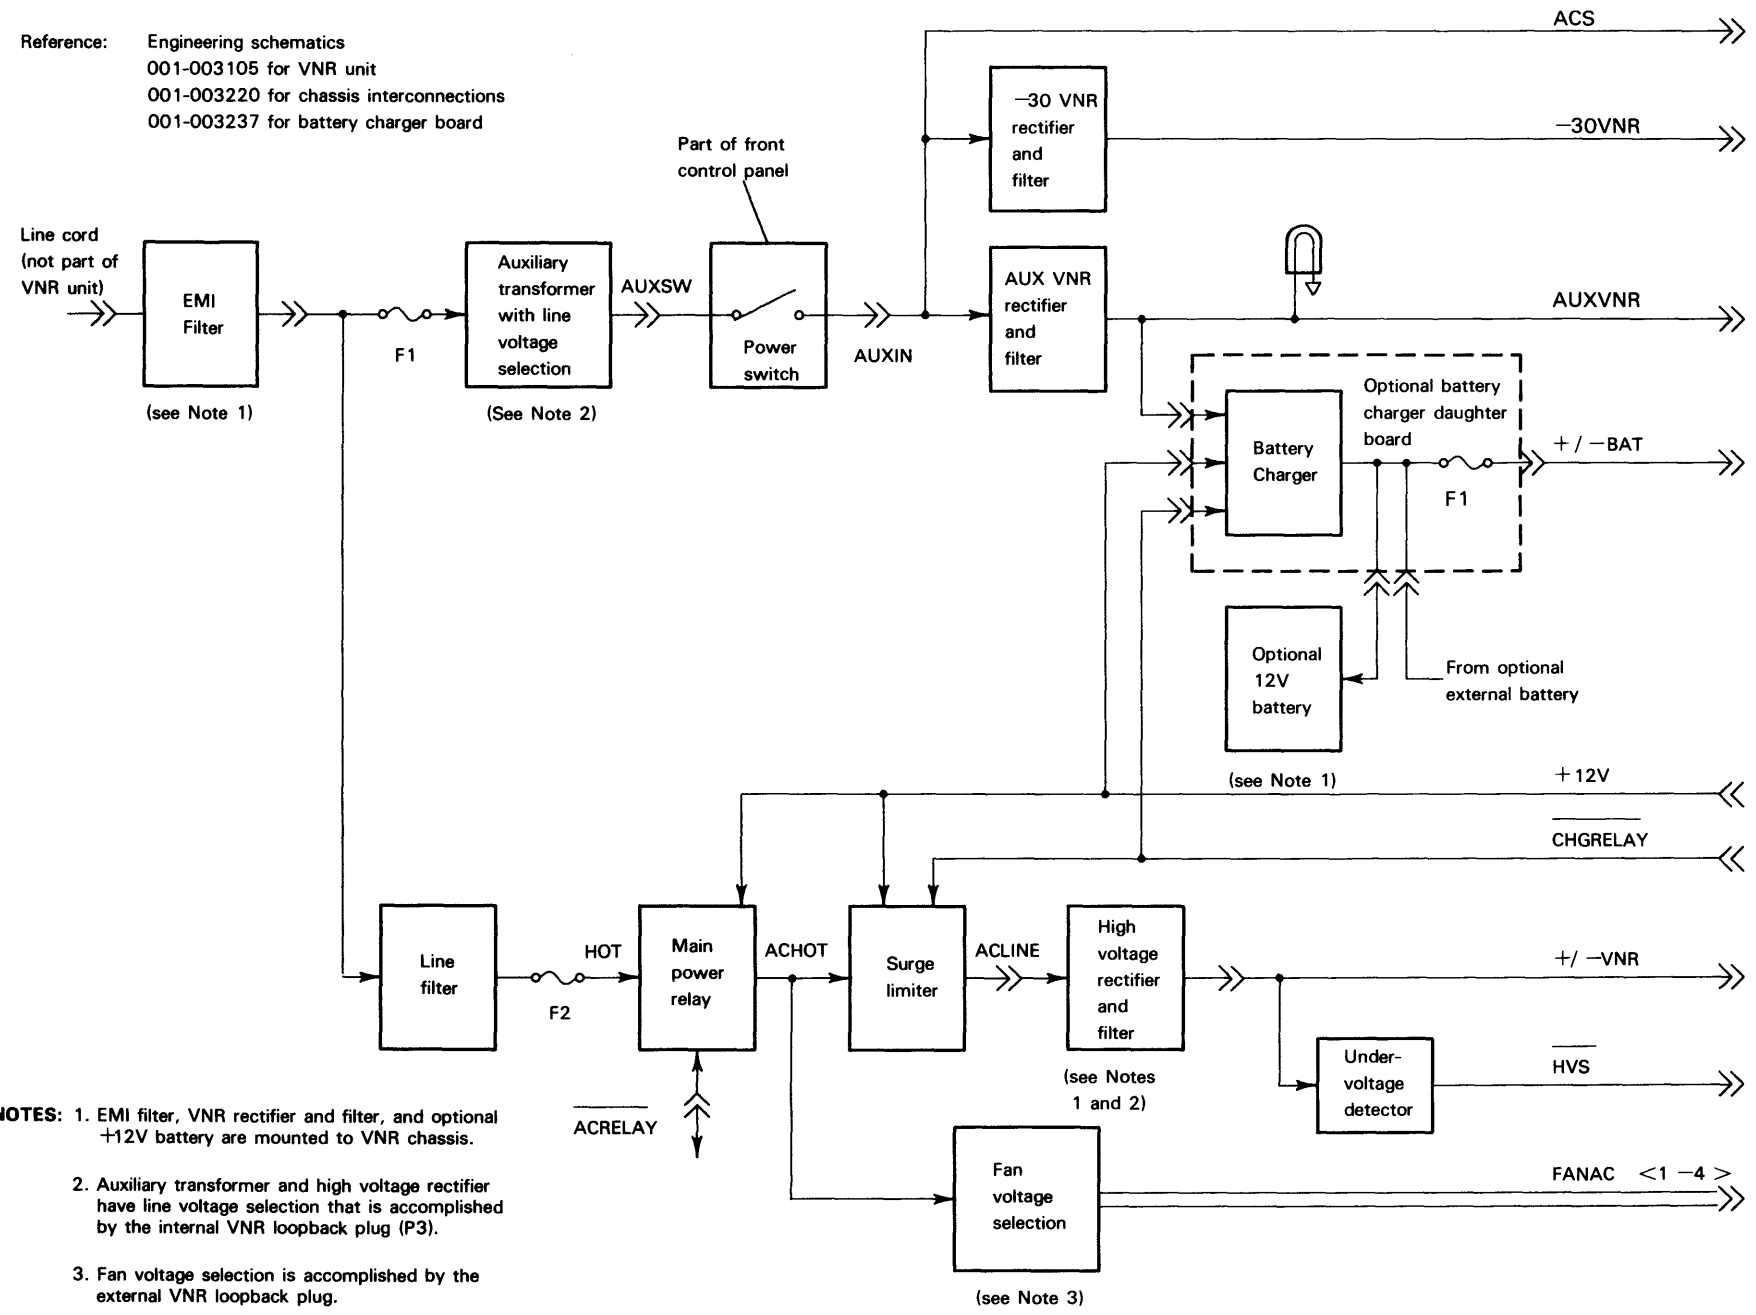 Reference: Engineering schematics
001-003105 for VNR unit
001-003220 for chassis interconnections
001-003237 for battery charger board
ACS
−30 VNR
rectifier
and
filter
−30VNR
Part of front
control panel
Line cord
(not part of
VNR unit)
EMI
Filter
(see Note 1)
F1
Auxiliary
transformer
with line
voltage
selection
(See Note 2)
AUXSW
Power
switch
AUXIN
AUX VNR
rectifier
and
filter
AUXVNR
Optional battery
charger daughter
board
Battery
Charger
F1
+ / −BAT
Optional
12V
battery
(see Note 1)
From optional
external battery
+12V
CHGRELAY
Line
filter
F2
HOT
Main
power
relay
ACHOT
Surge
limiter
ACLINE
High
voltage
rectifier
and
filter
(see Notes
1 and 2)
+/ −VNR
Under-
voltage
detector
HVS
ACRELAY
Fan
voltage
selection
(see Note 3)
FANAC <1 −4 >
NOTES: 1. EMI filter, VNR rectifier and filter, and optional
+12V battery are mounted to VNR chassis.
2. Auxiliary transformer and high voltage rectifier
have line voltage selection that is accomplished
by the internal VNR loopback plug (P3).
3. Fan voltage selection is accomplished by the
external VNR loopback plug.